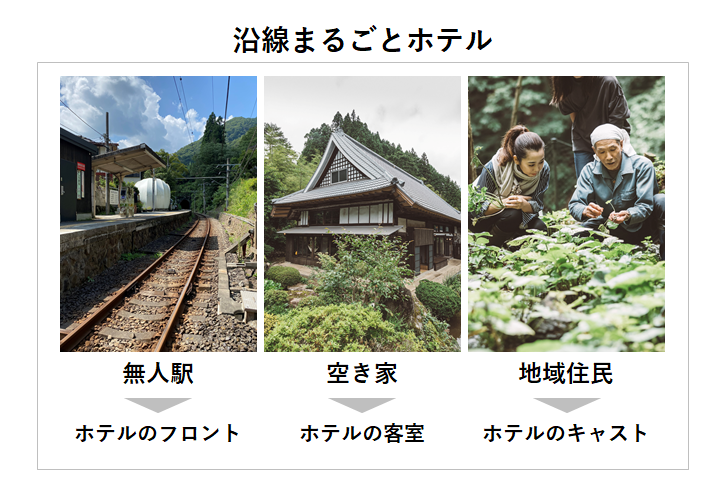 沿線まるごとホテル
無人駅
空き家
地域住民
ホテルのフロント
ホテルの客室
ホテルのキャスト